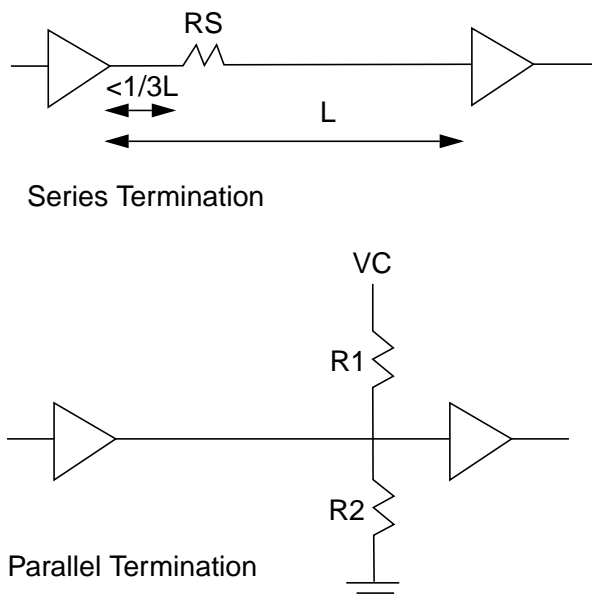 RS
<1/3L
L
Series Termination
VC
R1
R2
Parallel Termination